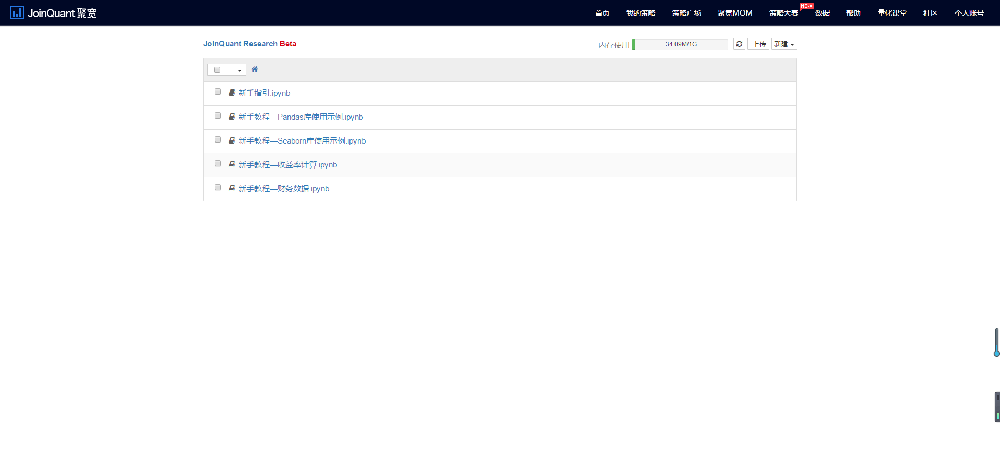 JoinQuant 聚宽 首页 我的策略 策略广场 聚宽MOM 策略大赛 NEW 数据 帮助 量化课堂 社区 个人账号
JoinQuant Research Beta 内存使用 34.09M/1G 上传 新建
新手指引.ipynb
新手教程—Pandas库使用示例.ipynb
新手教程—Seaborn库使用示例.ipynb
新手教程—收益率计算.ipynb
新手教程—财务数据.ipynb